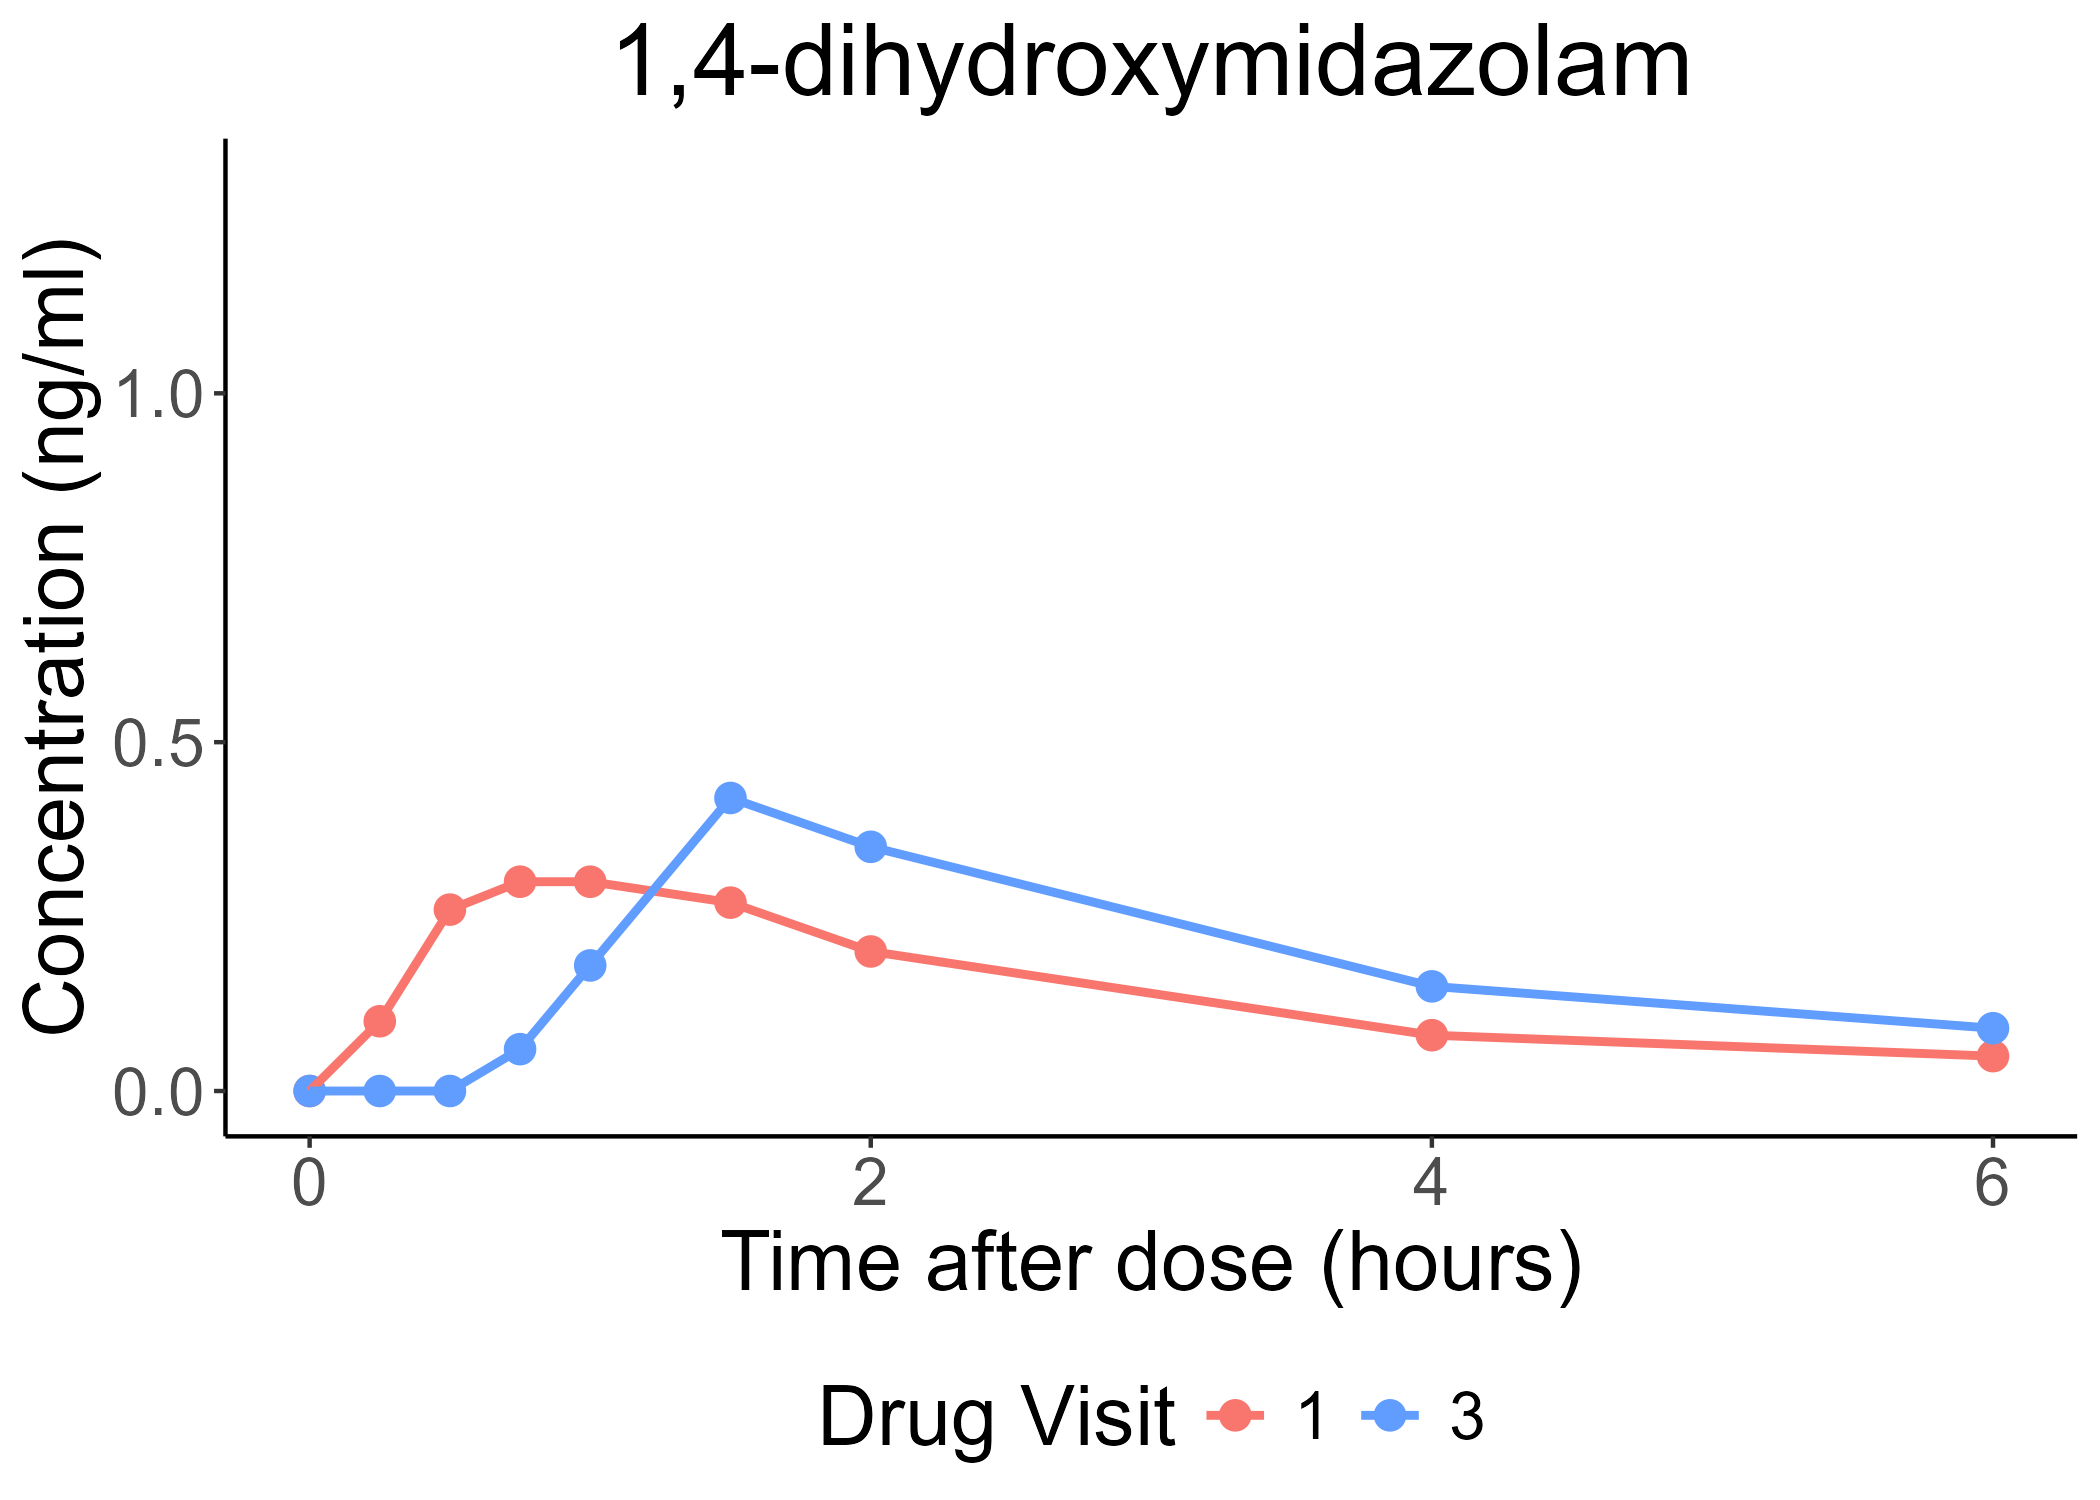 1,4-dihydroxymidazolam
Concentration (ng/ml)
1.0
0.5
0.0
0 2 4 6
Time after dose (hours)
Drug Visit 1 3